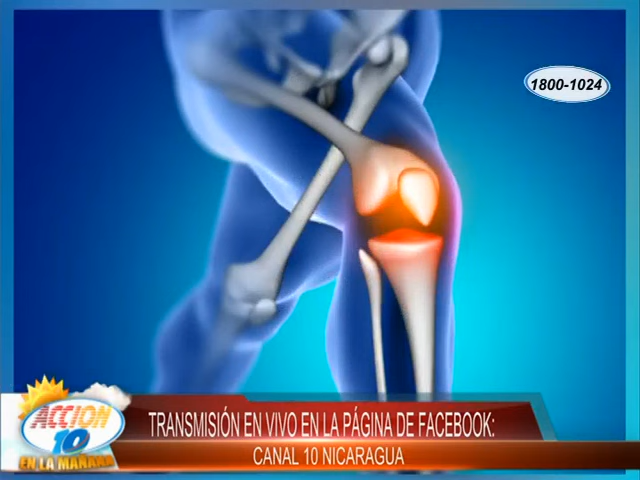 1800-1024
TRANSMISIÓN EN VIVO EN LA PÁGINA DE FACEBOOK:
CANAL 10 NICARAGUA
ACCION
10
EN LA MAÑANA